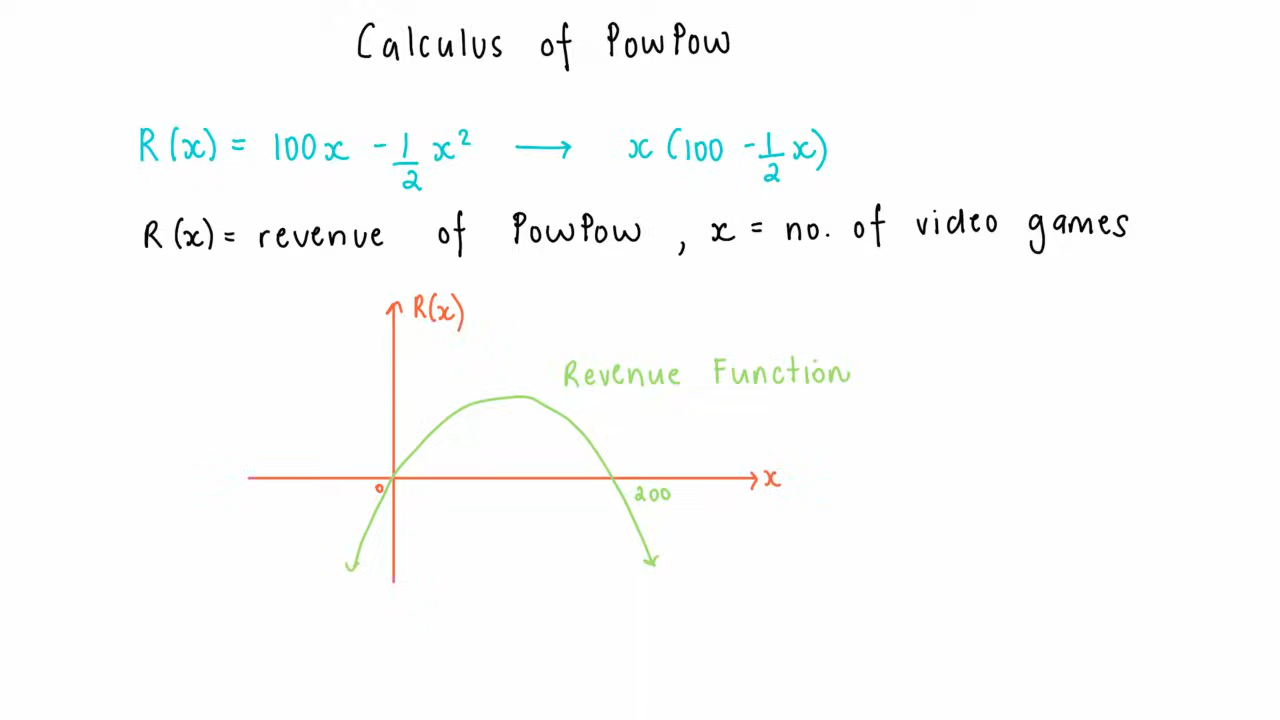 Calculus of PowPow
R(x) = 100x - 1/2 x² ⟶ x(100 - 1/2 x)
R(x) = revenue of PowPow, x = no. of video games
R(x)
Revenue Function
x
0
200